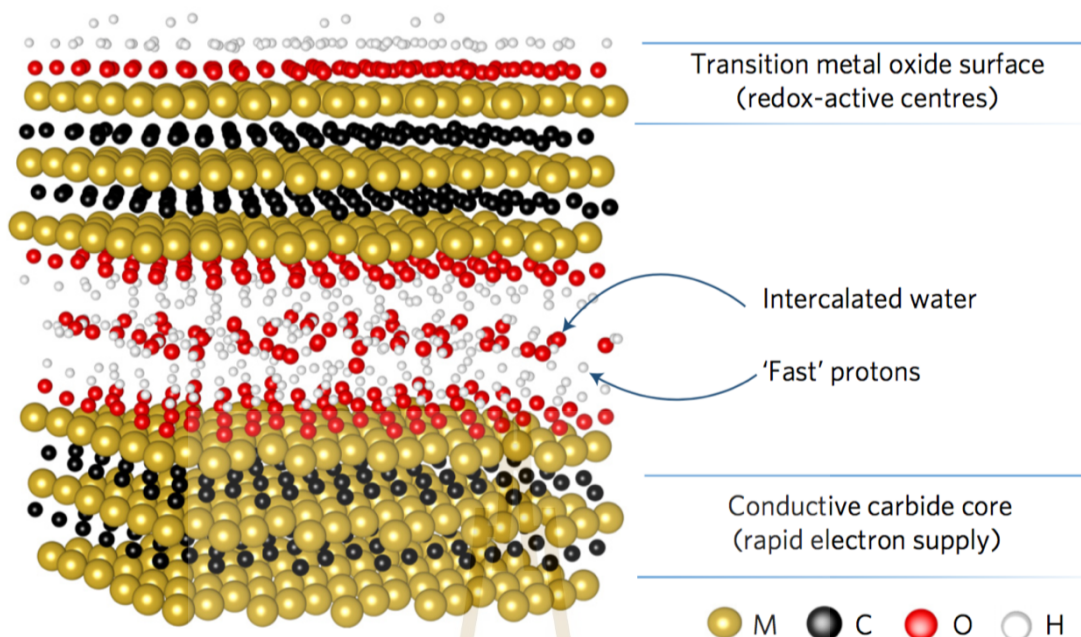 Transition metal oxide surface
(redox-active centres)
Intercalated water
‘Fast’ protons
Conductive carbide core
(rapid electron supply)
M C O H